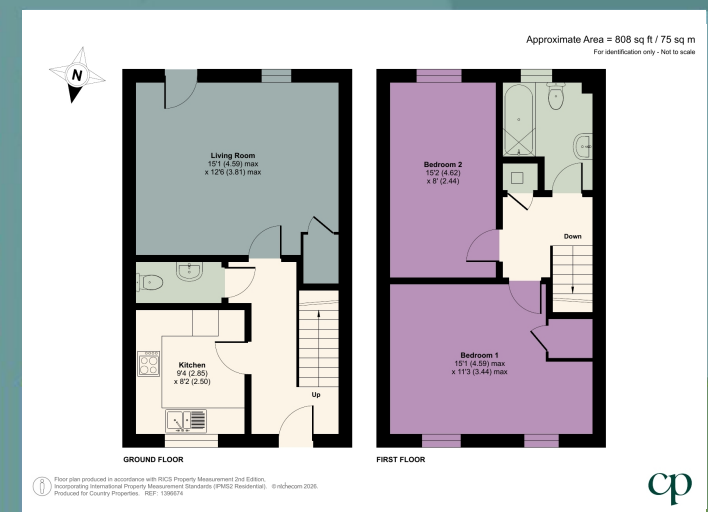 Approximate Area = 808 sq ft / 75 sq m
For identification only - Not to scale
N
Living Room
15'1 (4.59) max
x 12'6 (3.81) max
Kitchen
9'4 (2.85)
x 8'2 (2.50)
Up
GROUND FLOOR
Bedroom 2
15'2 (4.62)
x 8' (2.44)
Down
Bedroom 1
15'1 (4.59) max
x 11'3 (3.44) max
FIRST FLOOR
Floor plan produced in accordance with RICS Property Measurement 2nd Edition,
Incorporating International Property Measurement Standards (IPMS2 Residential). ©nichecom 2026.
Produced for Country Properties. REF: 1396674
cp